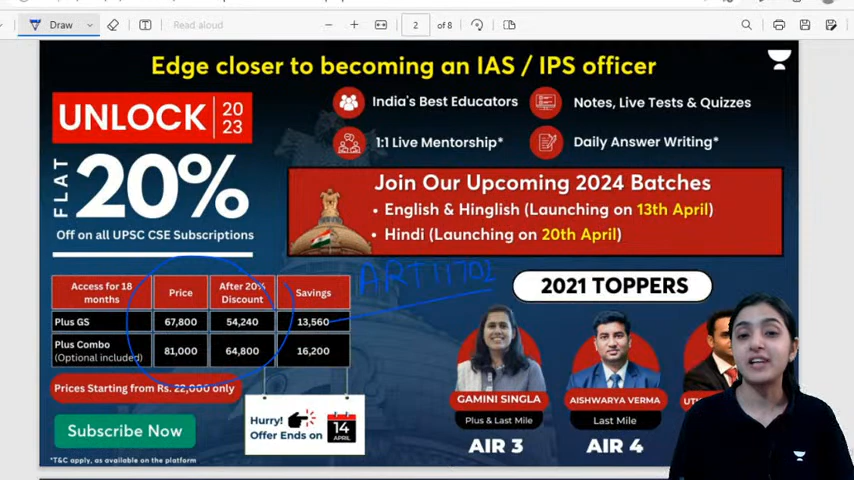 Draw
Read aloud
2
of 8
Edge closer to becoming an IAS / IPS officer
UNLOCK
20
23
FLAT
20%
Off on all UPSC CSE Subscriptions
India's Best Educators
Notes, Live Tests & Quizzes
1:1 Live Mentorship*
Daily Answer Writing*
Join Our Upcoming 2024 Batches
• English & Hinglish (Launching on 13th April)
• Hindi (Launching on 20th April)
Access for 18 months
Price
After 20% Discount
Savings
Plus GS
67,800
54,240
13,560
Plus Combo
(Optional included)
81,000
64,800
16,200
Prices Starting from Rs. 22,000 only
Subscribe Now
*T&C apply, as available on the platform
Hurry!
Offer Ends on
14
APRIL
2021 TOPPERS
GAMINI SINGLA
Plus & Last Mile
AIR 3
AISHWARYA VERMA
Last Mile
AIR 4